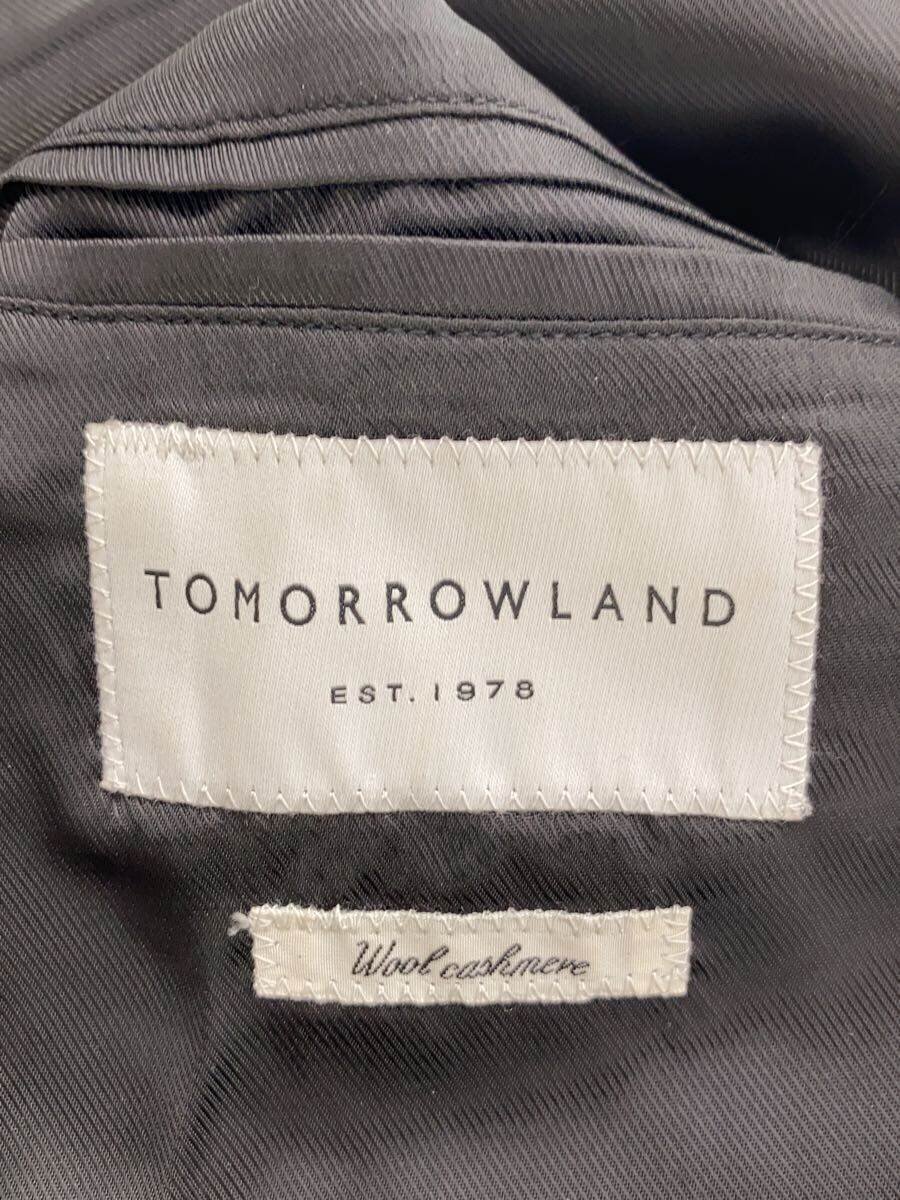 TOMORROWLAND
EST. 1978
Wool cashmere